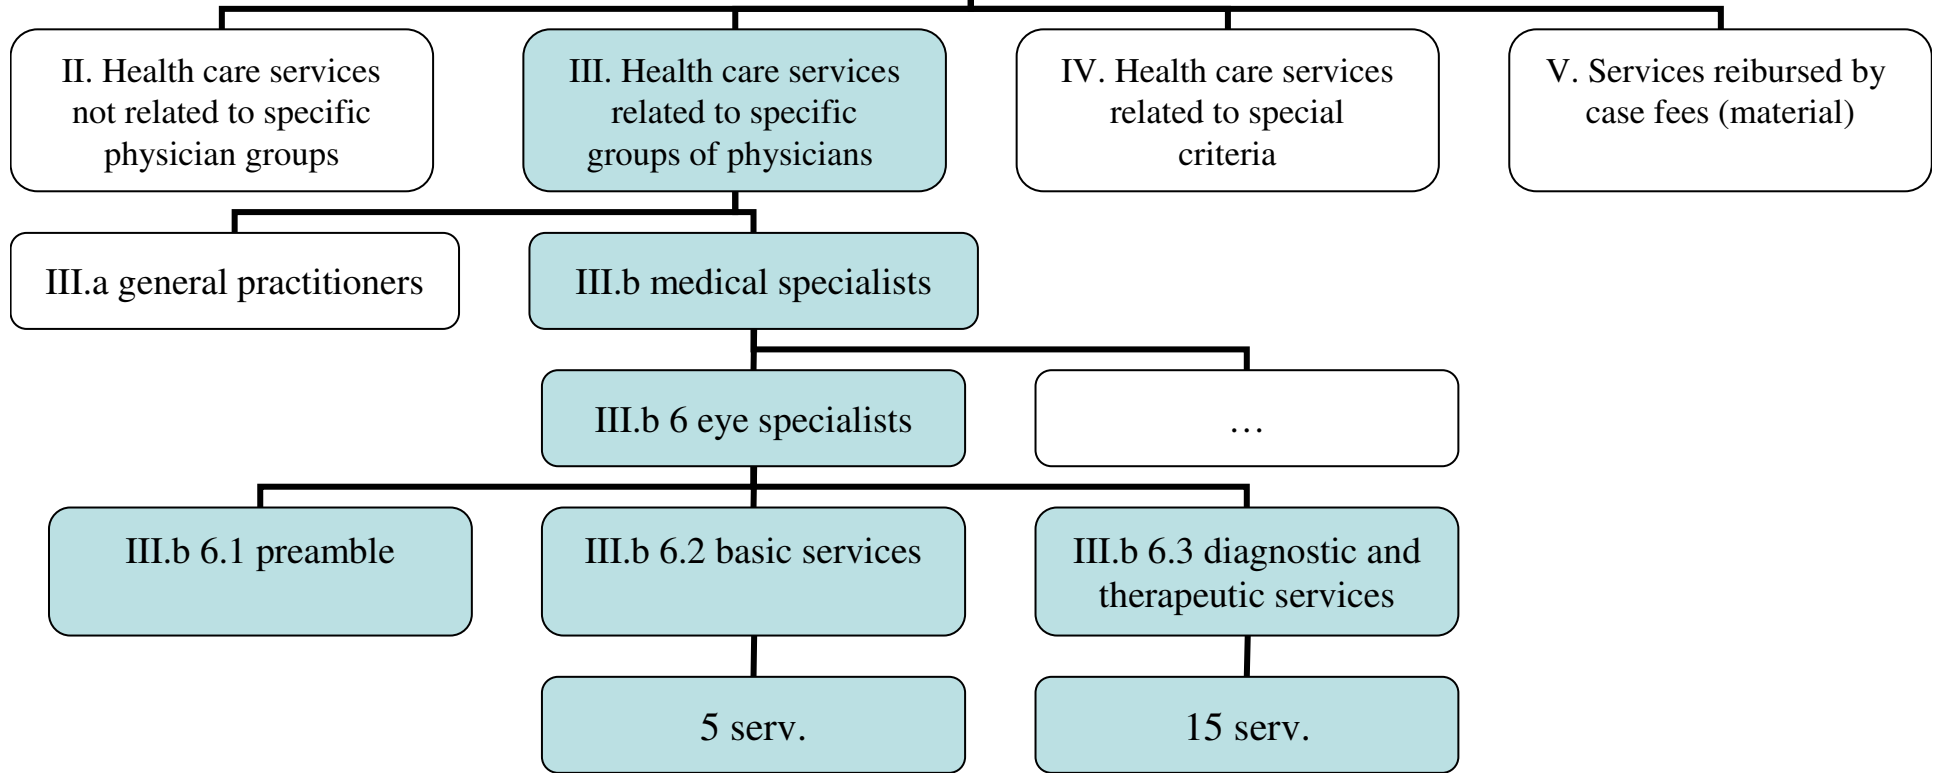 II. Health care services
not related to specific
physician groups
III. Health care services
related to specific
groups of physicians
IV. Health care services
related to special
criteria
V. Services reibursed by
case fees (material)
III.a general practitioners
III.b medical specialists
III.b 6 eye specialists
…
III.b 6.1 preamble
III.b 6.2 basic services
III.b 6.3 diagnostic and
therapeutic services
5 serv.
15 serv.